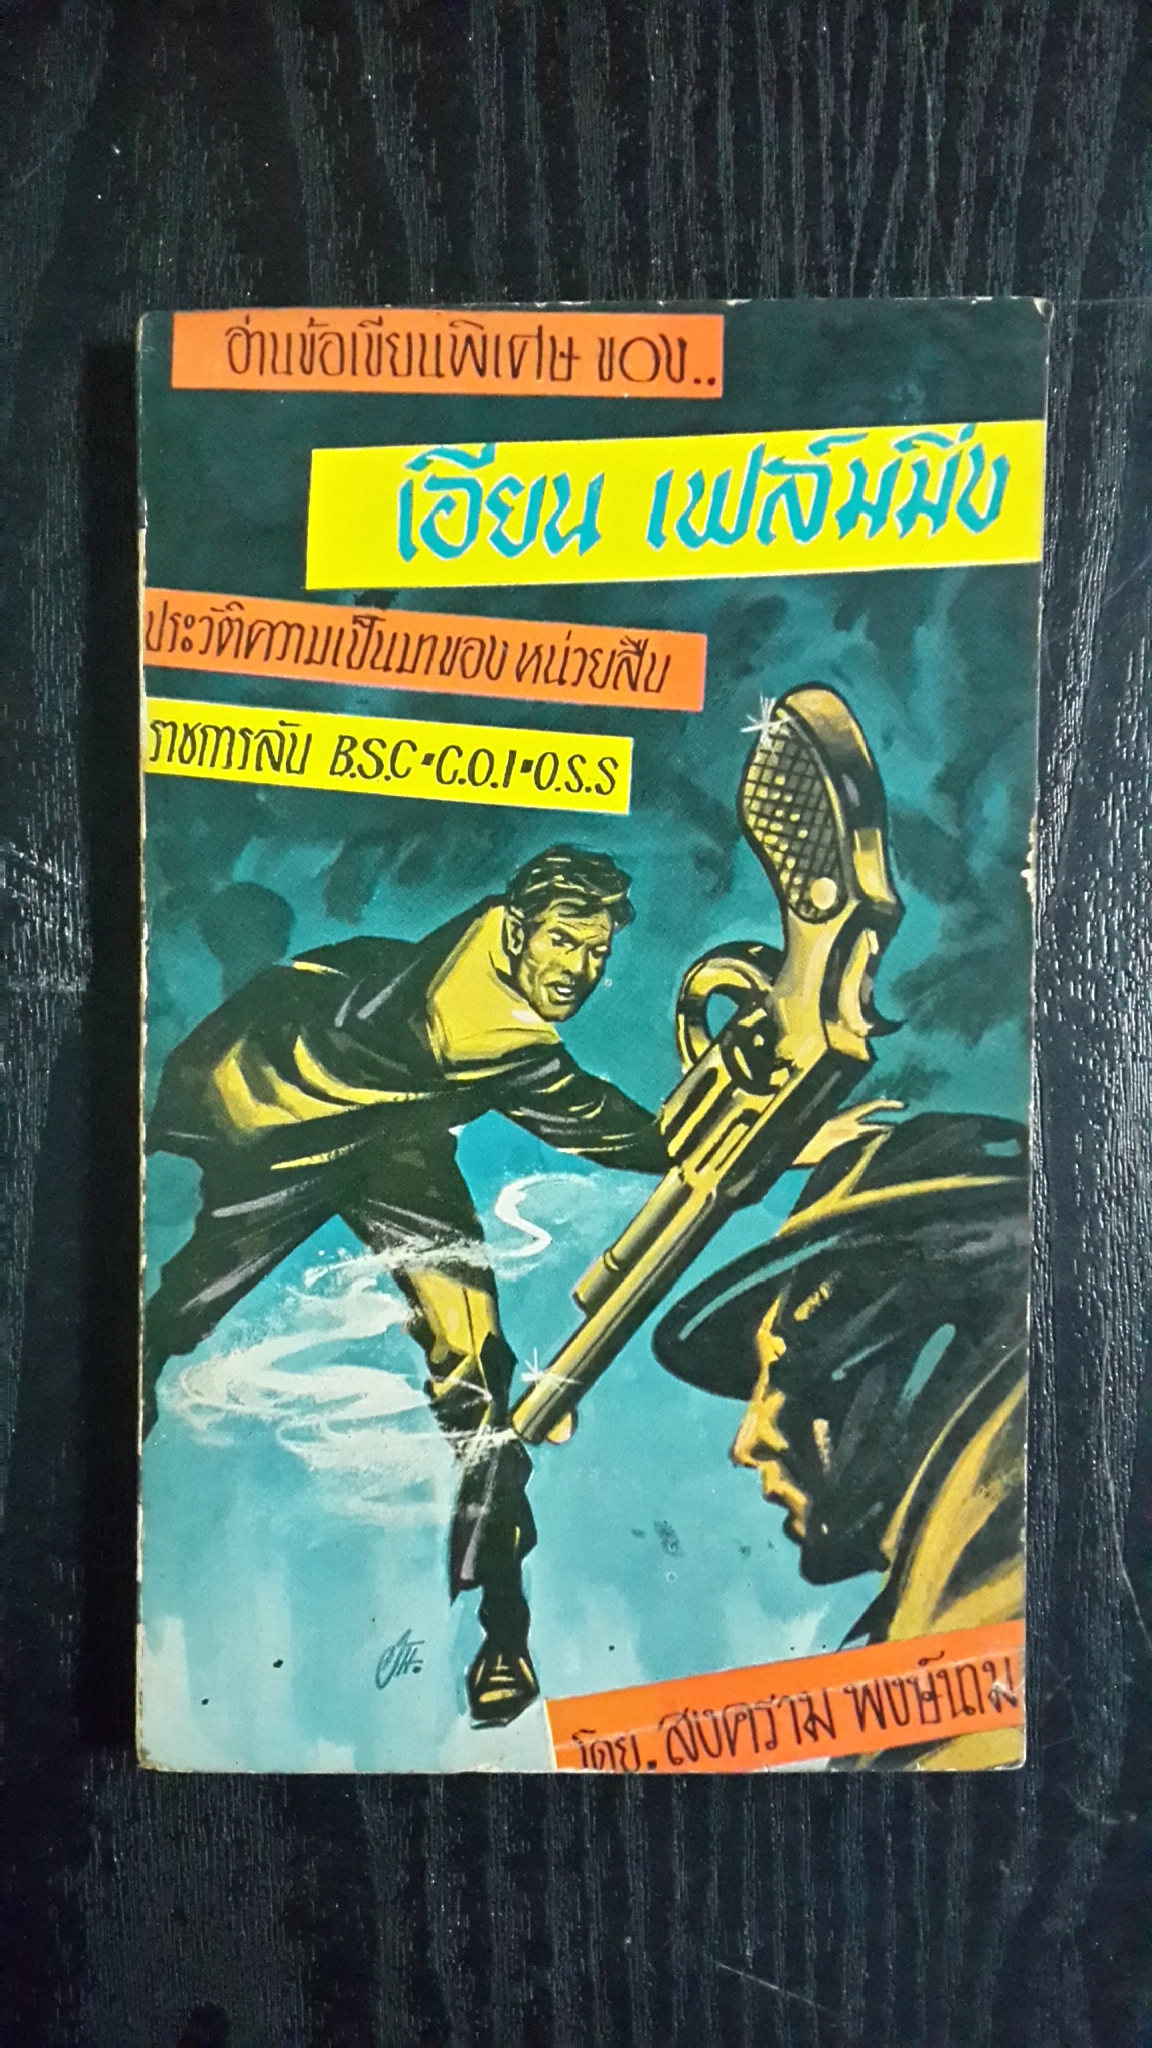 อ่านข้อเขียนพิเศษ ของ..
เอียน เฟล์มมิ่ง
ประวัติความเป็นมาของ หน่วยสืบ
ราชการลับ B.S.C-C.O.I-O.S.S
โดย. สงคราม พงษ์นาม